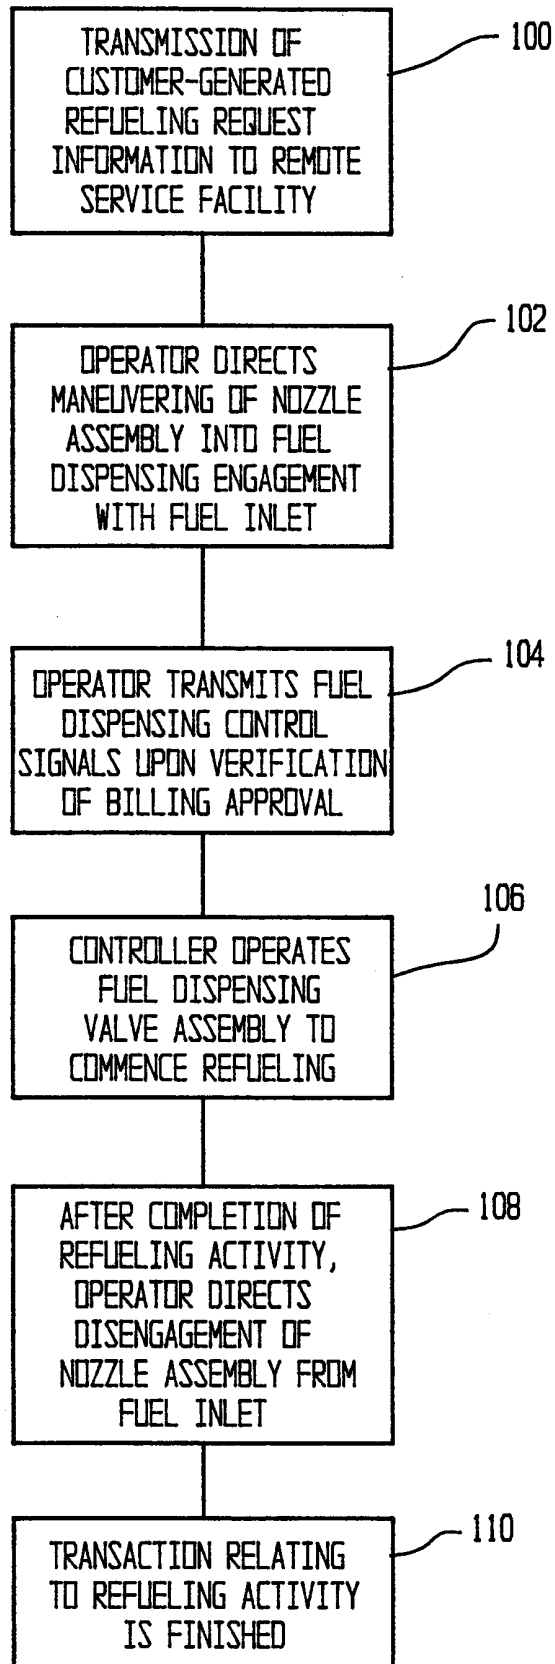 100
TRANSMISSION OF
CUSTOMER-GENERATED
REFUELING REQUEST
INFORMATION TO REMOTE
SERVICE FACILITY
102
OPERATOR DIRECTS
MANEUVERING OF NOZZLE
ASSEMBLY INTO FUEL
DISPENSING ENGAGEMENT
WITH FUEL INLET
104
OPERATOR TRANSMITS FUEL
DISPENSING CONTROL
SIGNALS UPON VERIFICATION
OF BILLING APPROVAL
106
CONTROLLER OPERATES
FUEL DISPENSING
VALVE ASSEMBLY TO
COMMENCE REFUELING
108
AFTER COMPLETION OF
REFUELING ACTIVITY,
OPERATOR DIRECTS
DISENGAGEMENT OF
NOZZLE ASSEMBLY FROM
FUEL INLET
110
TRANSACTION RELATING
TO REFUELING ACTIVITY
IS FINISHED